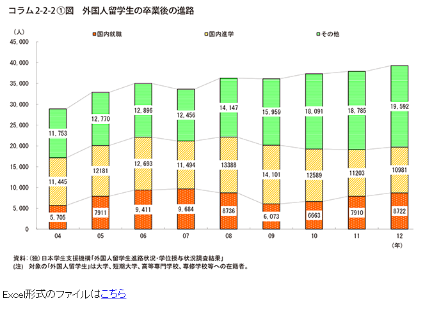 コラム2-2-2①図　外国人留学生の卒業後の進路
(人)
国内就職 国内進学 その他
45,000
40,000
35,000
30,000
25,000
20,000
15,000
10,000
5,000
0
11,753 12,770 12,896 12,456 14,147 15,959 18,091 18,785 19,592
11,445 12181 12,693 11,494 13388 14,101 12589 11203 10981
5,705 7911 9,411 9,684 8736 6,073 6663 7910 8722
04 05 06 07 08 09 10 11 12
(年)
資料：(独)日本学生支援機構「外国人留学生進路状況・学位授与状況調査結果」
(注)　対象の「外国人留学生」は大学、短期大学、高等専門学校、専修学校等への在籍者。
Excel形式のファイルはこちら